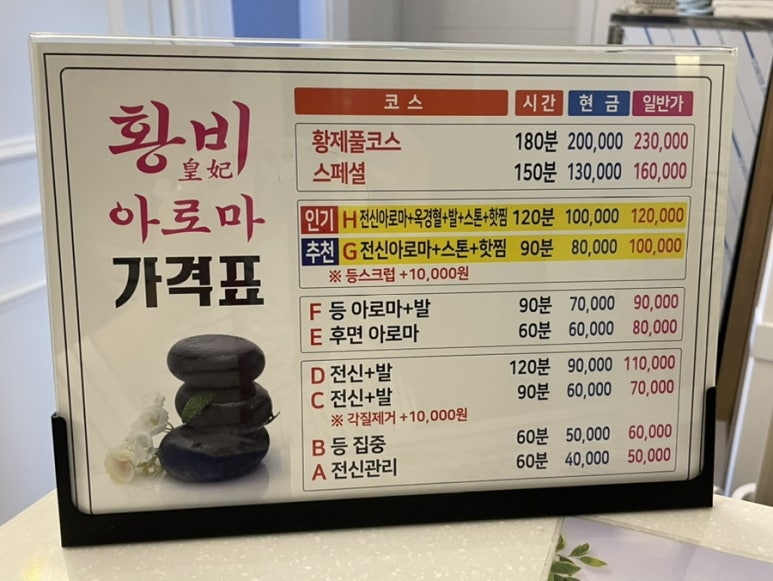 황비
皇妃
아로마
가격표
코스 시간 현금 일반가
황제풀코스 180분 200,000 230,000
스페셜 150분 130,000 160,000
인기 H 전신아로마+옥경혈+발+스톤+핫찜 120분 100,000 120,000
추천 G 전신아로마+스톤+핫찜 90분 80,000 100,000
※ 등스크럽 +10,000원
F 등 아로마+발 90분 70,000 90,000
E 후면 아로마 60분 60,000 80,000
D 전신+발 120분 90,000 110,000
C 전신+발 90분 60,000 70,000
※ 각질제거 +10,000원
B 등 집중 60분 50,000 60,000
A 전신관리 60분 40,000 50,000